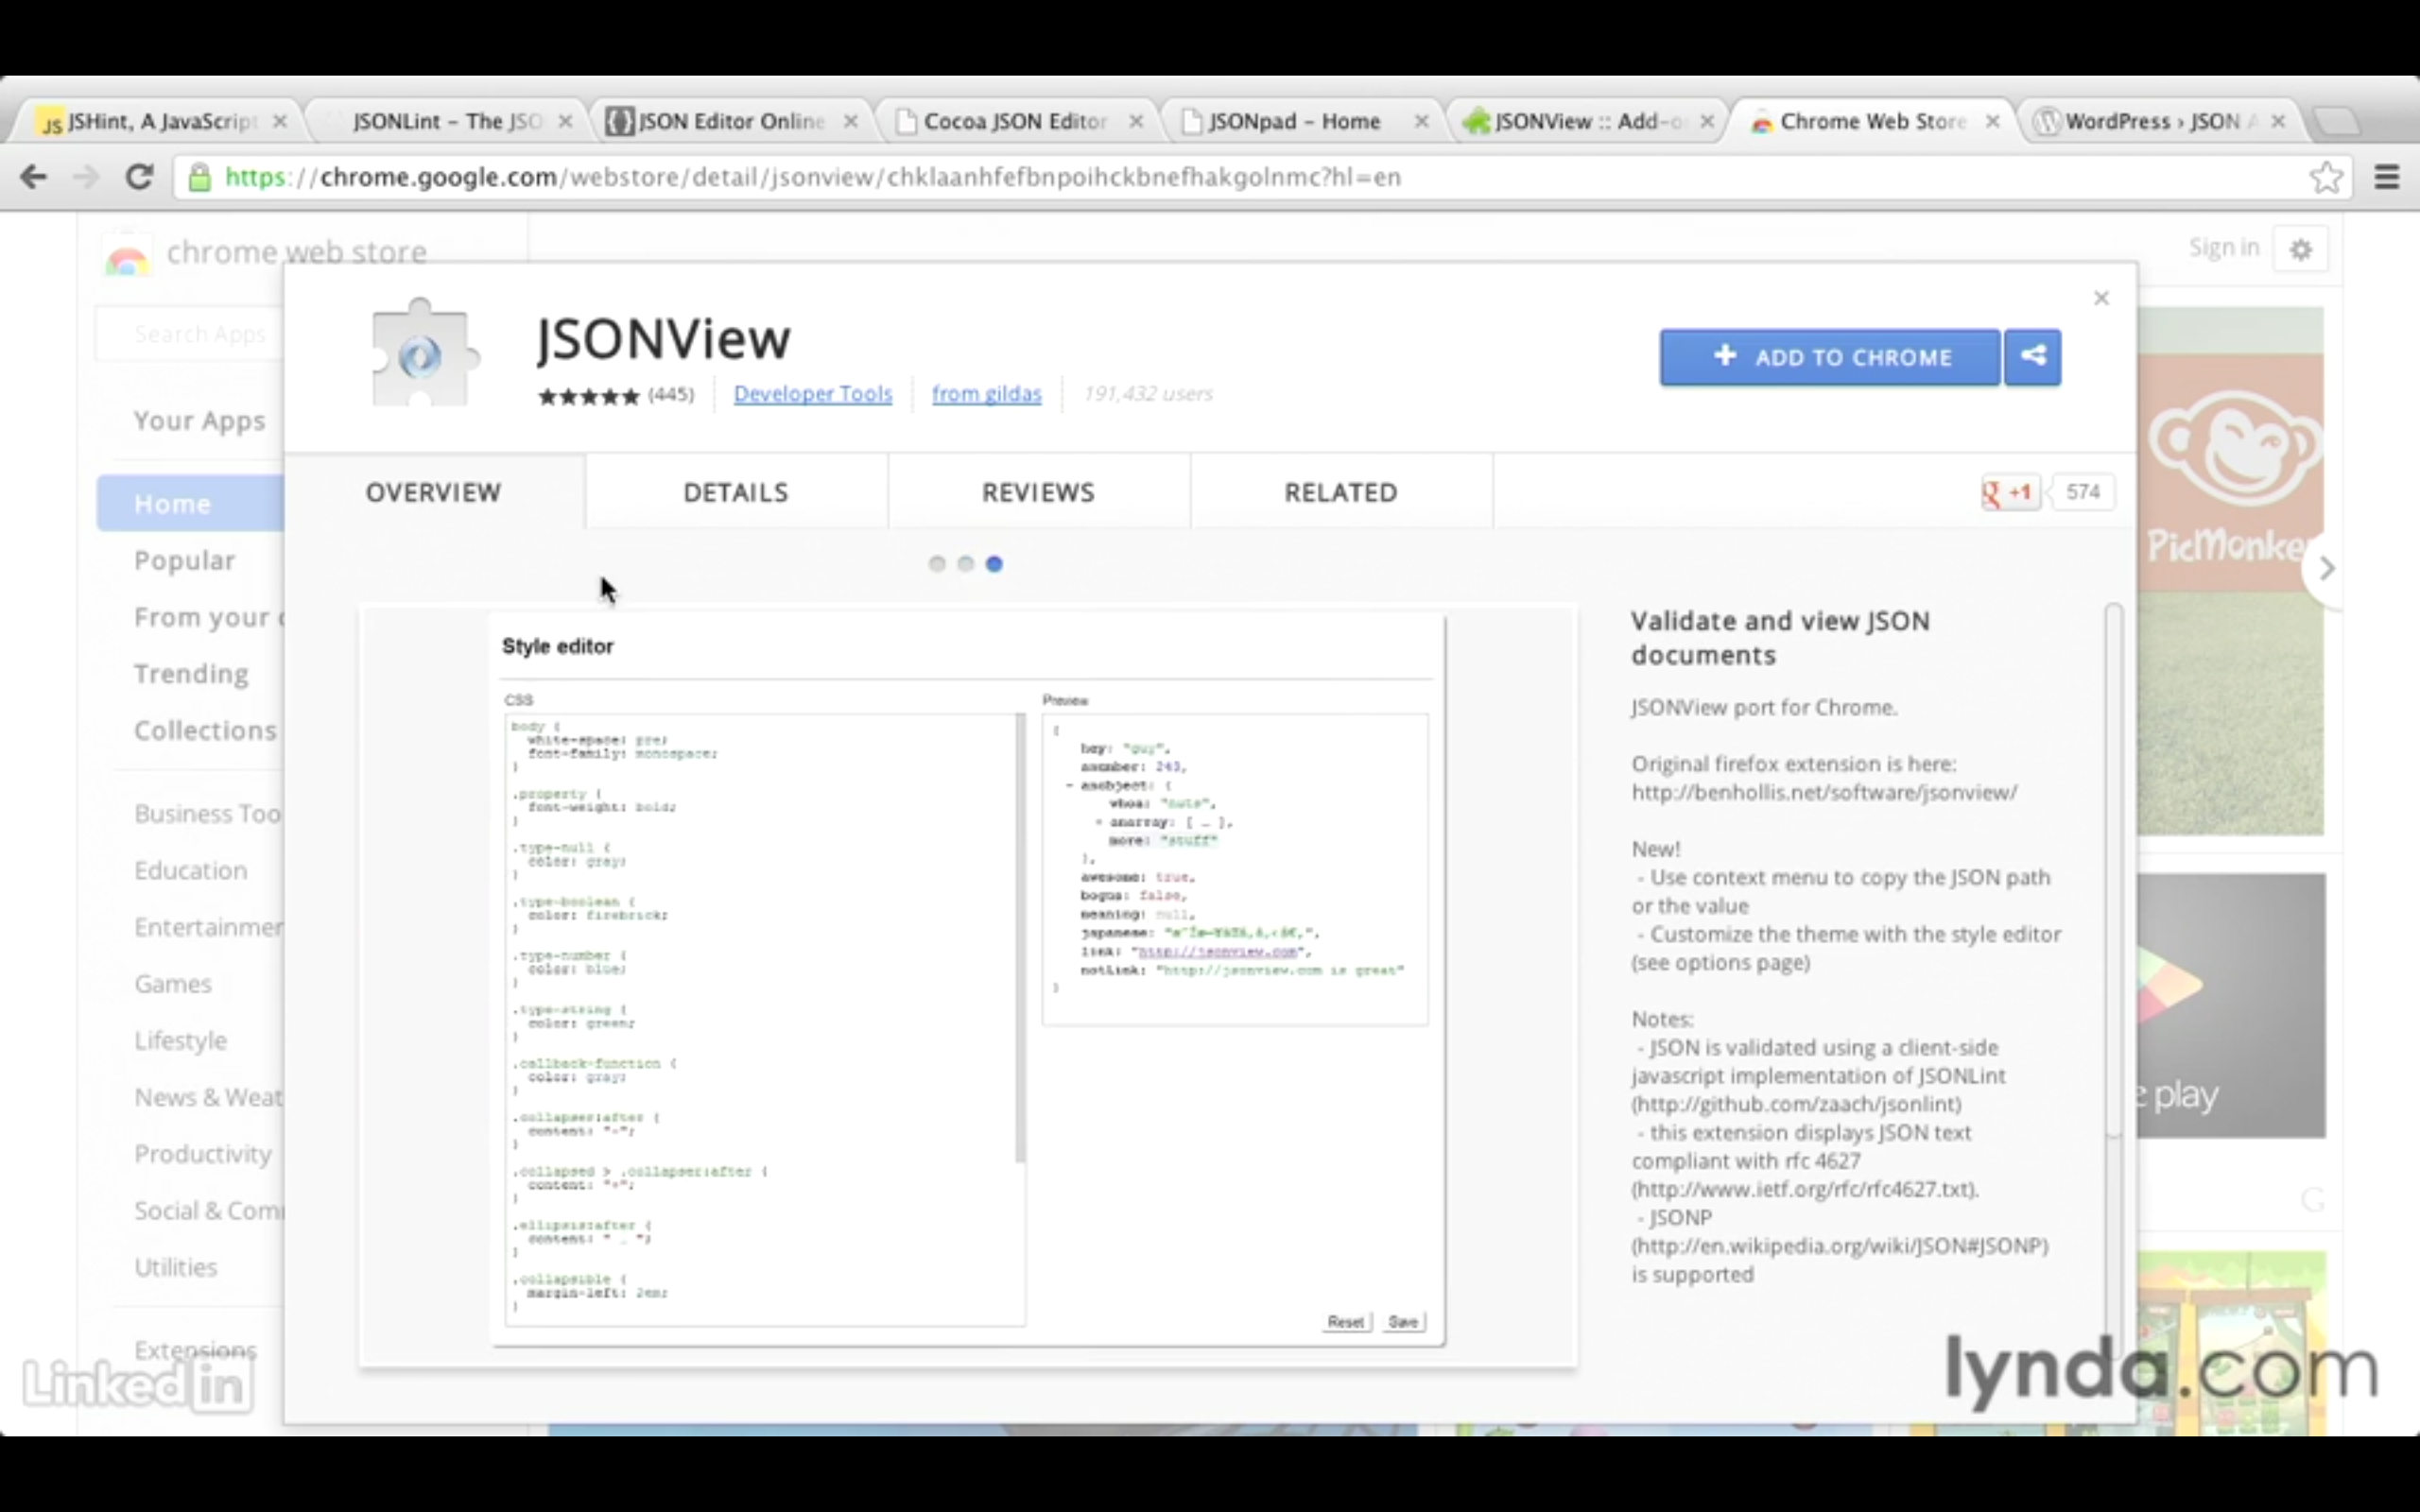 JSHint, A JavaScript
JSONLint – The JSO
JSON Editor Online
Cocoa JSON Editor
JSONpad – Home
JSONView :: Add-o
Chrome Web Store
WordPress › JSON A
https://chrome.google.com/webstore/detail/jsonview/chklaanhfefbnpoihckbnefhakgolnmc?hl=en
chrome web store
Sign in
Search Apps
Your Apps
Home
Popular
From your
Trending
Collections
Business Too
Education
Entertainmen
Games
Lifestyle
News & Weat
Productivity
Social & Com
Utilities
Extensions
JSONView
★★★★★ (445)
Developer Tools
from gildas
191,432 users
+ ADD TO CHROME
OVERVIEW
DETAILS
REVIEWS
RELATED
+1
574
Style editor
CSS
body {
white-space: pre;
font-family: monospace;
}
.property {
font-weight: bold;
}
.type-null {
color: gray;
}
.type-boolean {
color: firebrick;
}
.type-number {
color: blue;
}
.type-string {
color: green;
}
.callback-function {
color: gray;
}
.collapser:after {
content: "-";
}
.collapsed > .collapser:after {
content: "+";
}
.ellipsis:after {
content: " … ";
}
.collapsible {
margin-left: 2em;
}
Preview
{
hey: "guy",
anumber: 243,
- anobject: {
whoa: "nuts",
+ anarray: [ … ],
more: "stuff"
},
awesome: true,
bogus: false,
meaning: null,
japanese:
link: "http://jsonview.com",
notLink: "http://jsonview.com is great"
}
Reset
Save
Validate and view JSON
documents
JSONView port for Chrome.
Original firefox extension is here:
http://benhollis.net/software/jsonview/
New!
- Use context menu to copy the JSON path
or the value
- Customize the theme with the style editor
(see options page)
Notes:
- JSON is validated using a client-side
javascript implementation of JSONLint
(http://github.com/zaach/jsonlint)
- this extension displays JSON text
compliant with rfc 4627
(http://www.ietf.org/rfc/rfc4627.txt).
- JSONP
(http://en.wikipedia.org/wiki/JSON#JSONP)
is supported
PicMonke
play
G
Linkedin
lynda.com